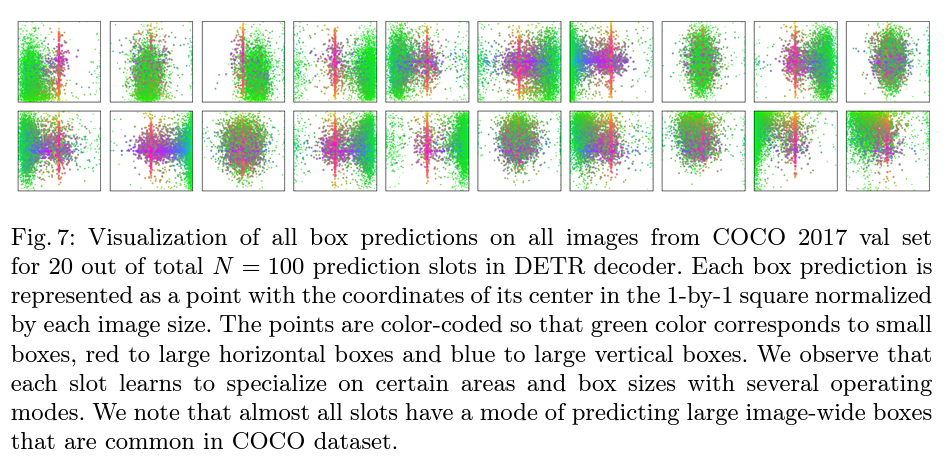 Fig. 7: Visualization of all box predictions on all images from COCO 2017 val set
for 20 out of total N = 100 prediction slots in DETR decoder. Each box prediction is
represented as a point with the coordinates of its center in the 1-by-1 square normalized
by each image size. The points are color-coded so that green color corresponds to small
boxes, red to large horizontal boxes and blue to large vertical boxes. We observe that
each slot learns to specialize on certain areas and box sizes with several operating
modes. We note that almost all slots have a mode of predicting large image-wide boxes
that are common in COCO dataset.